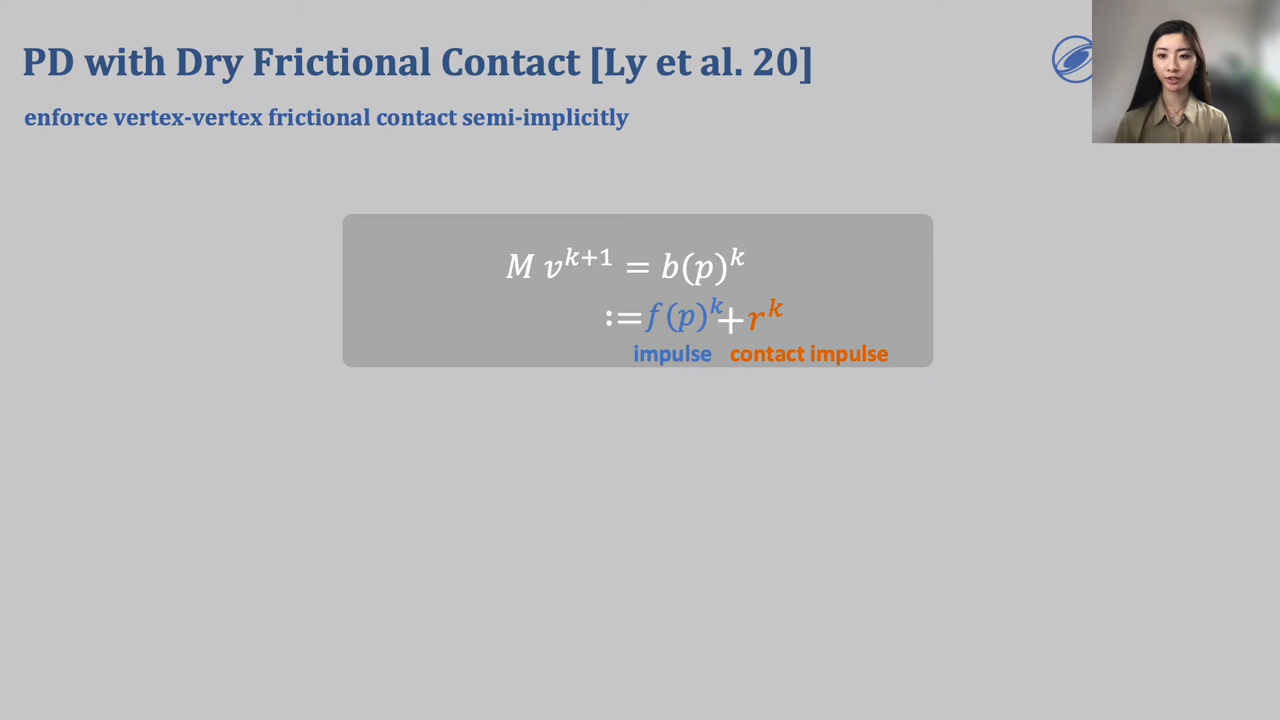 PD with Dry Frictional Contact [Ly et al. 20]
enforce vertex-vertex frictional contact semi-implicitly
M v^{k+1} = b(p)^k
:= f(p)^k + r^k
impulse contact impulse